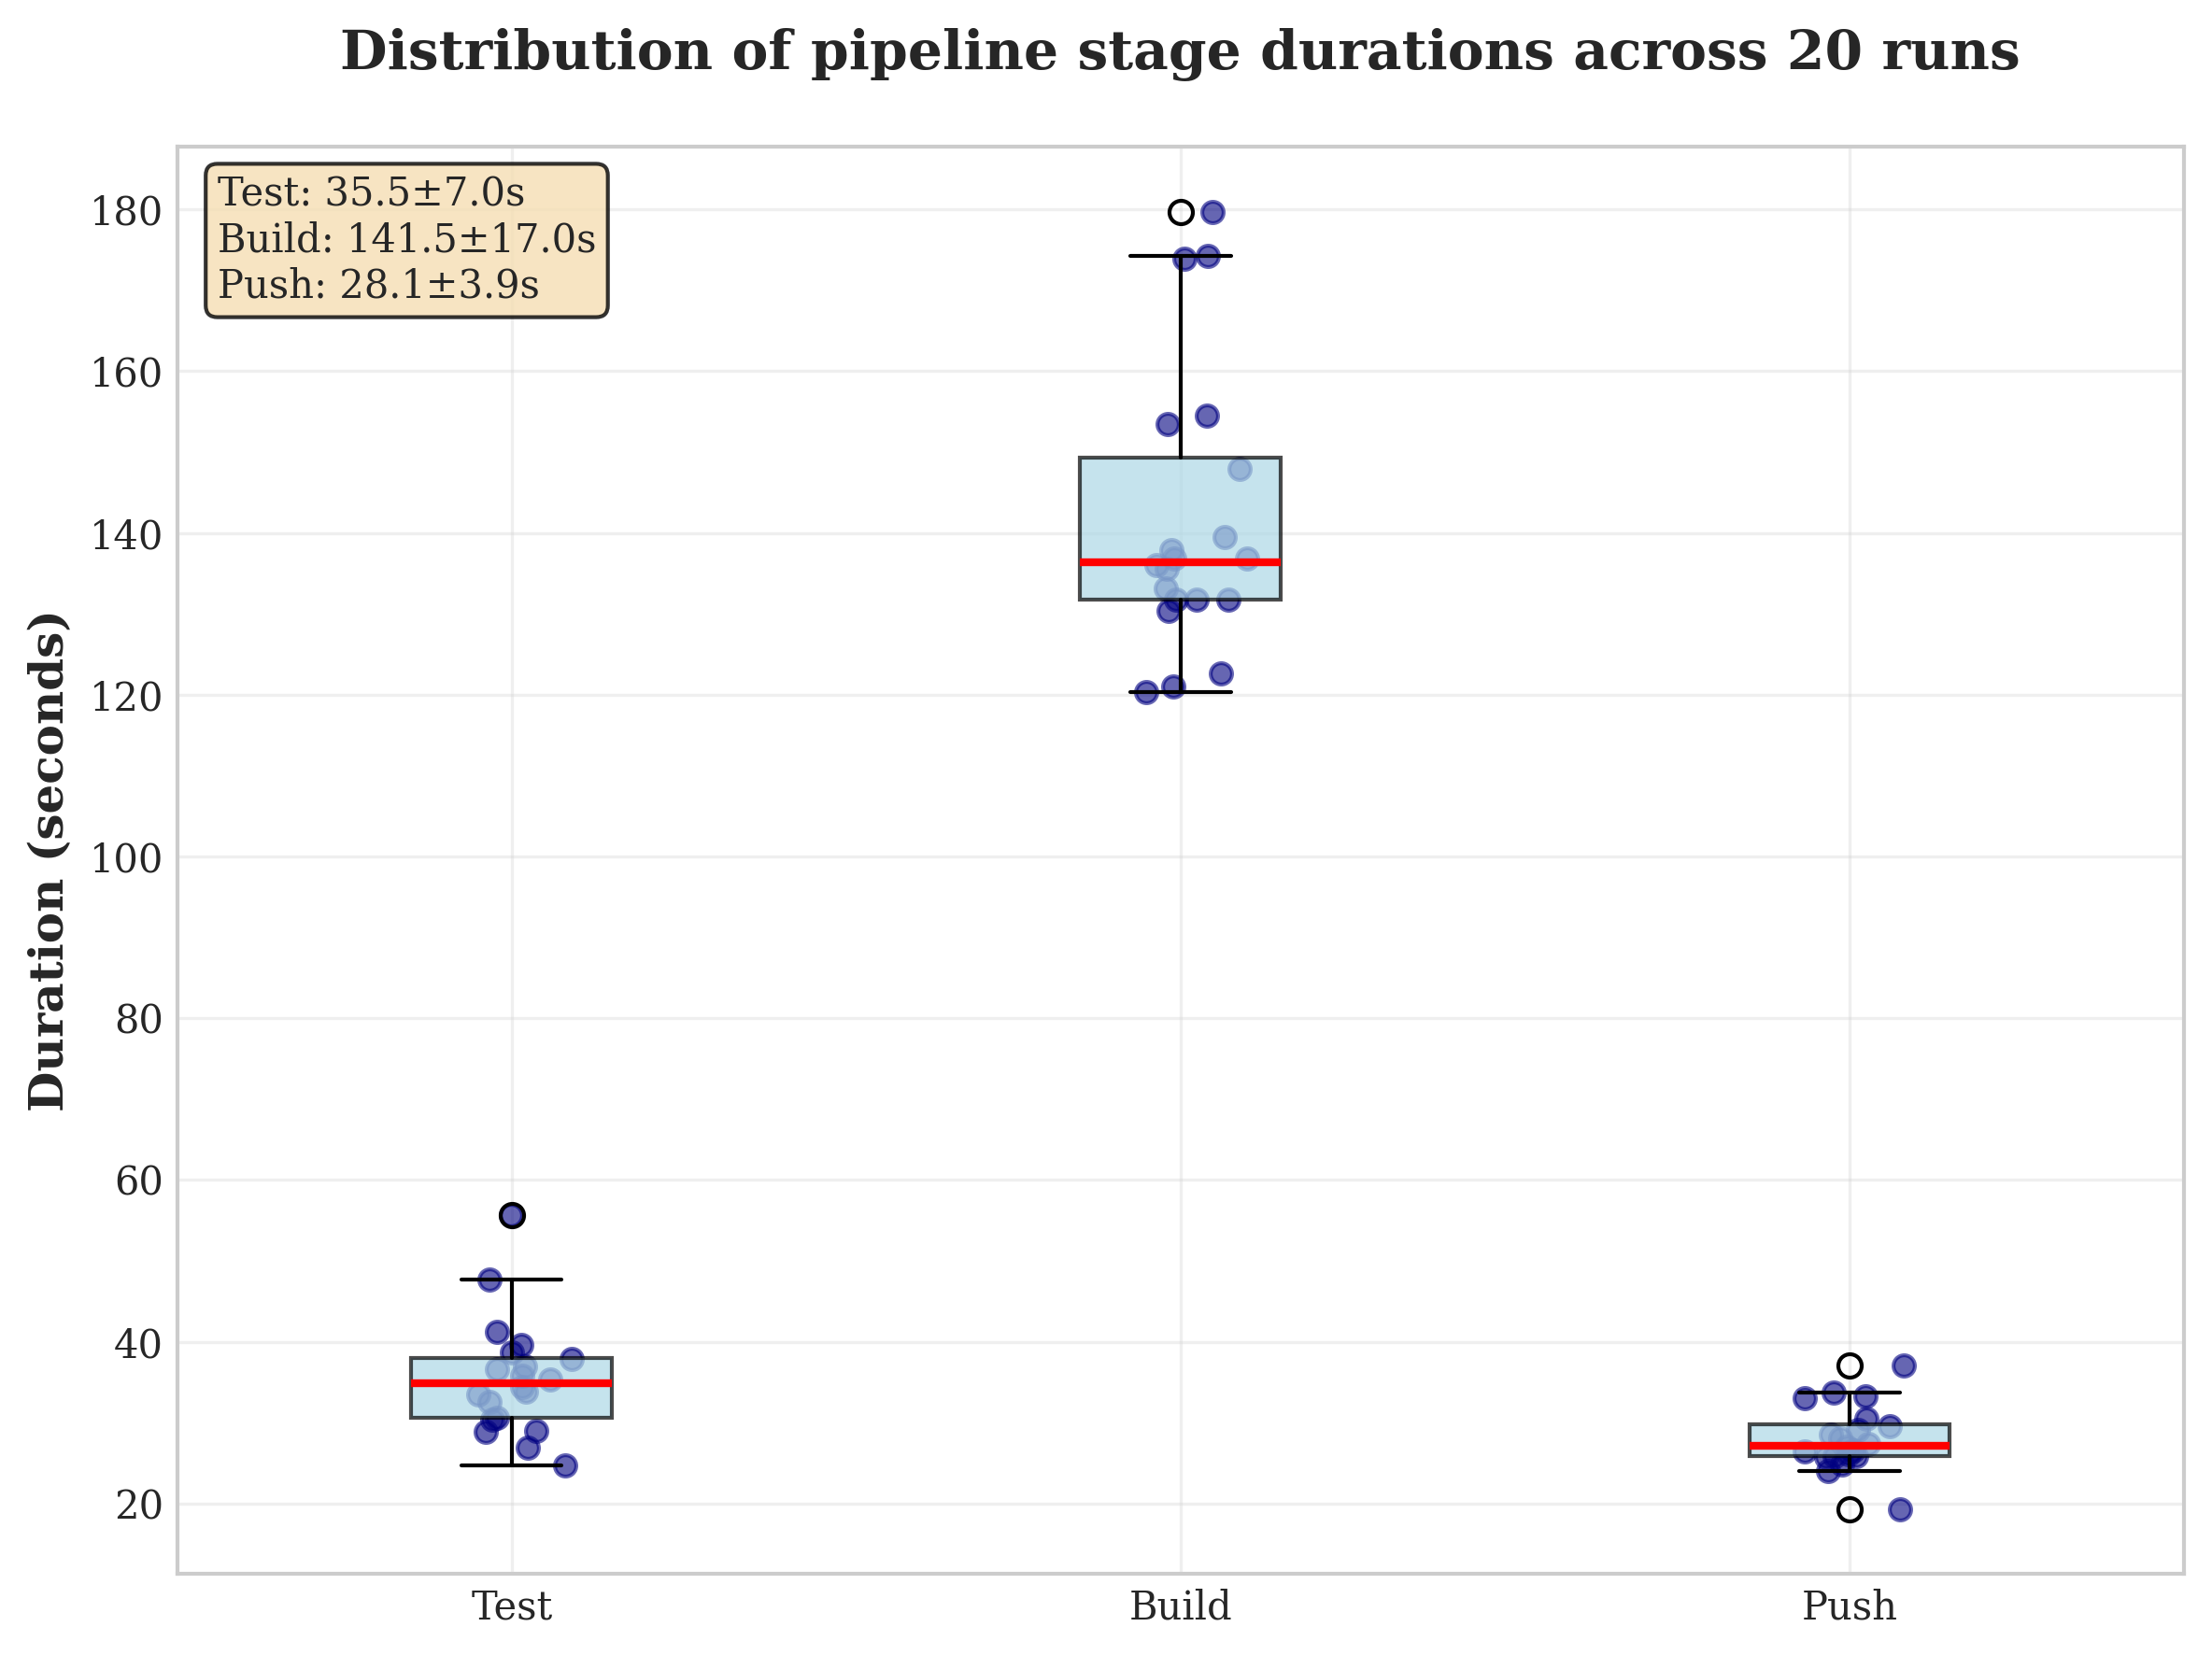 Distribution of pipeline stage durations across 20 runs
Test: 35.5±7.0s
Build: 141.5±17.0s
Push: 28.1±3.9s
Duration (seconds)
180
160
140
120
100
80
60
40
20
Test
Build
Push